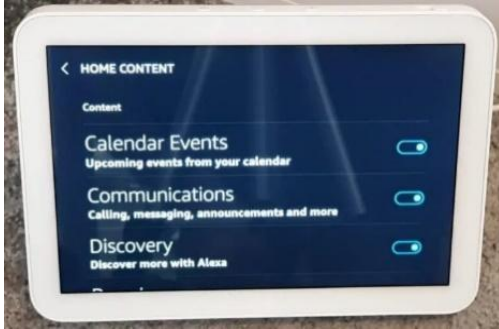 < HOME CONTENT
Content
Calendar Events
Upcoming events from your calendar
Communications
Calling, messaging, announcements and more
Discovery
Discover more with Alexa